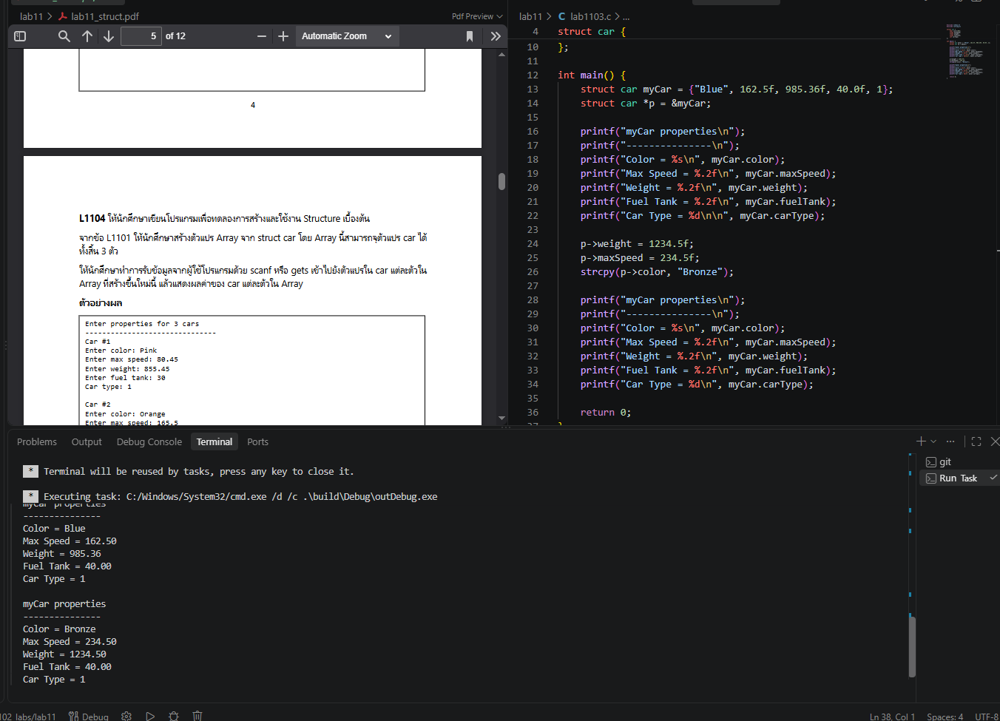 lab11 > lab11_struct.pdf
Pdf Preview
5 of 12
Automatic Zoom
4
L1104 ให้นักศึกษาเขียนโปรแกรมเพื่อทดลองการสร้างและใช้งาน Structure เบื้องต้น
จากข้อ L1101 ให้นักศึกษาสร้างตัวแปร Array จาก struct car โดย Array นี้สามารถจุตัวแปร car ได้
ทั้งสิ้น 3 ตัว
ให้นักศึกษาทำการรับข้อมูลจากผู้ใช้โปรแกรมด้วย scanf หรือ gets เข้าไปยังตัวแปรใน car แต่ละตัวใน
Array ที่สร้างขึ้นใหม่นี้ แล้วแสดงผลค่าของ car แต่ละตัวใน Array
ตัวอย่างผล
Enter properties for 3 cars
------------------------------
Car #1
Enter color: Pink
Enter max speed: 80.45
Enter weight: 855.45
Enter fuel tank: 30
Car type: 1
Car #2
Enter color: Orange
Enter max speed: 165.5
lab11 > C lab1103.c > ...
4 struct car {
10 };
11
12 int main() {
13 struct car myCar = {"Blue", 162.5f, 985.36f, 40.0f, 1};
14 struct car *p = &myCar;
15
16 printf("myCar properties\n");
17 printf("---------------\n");
18 printf("Color = %s\n", myCar.color);
19 printf("Max Speed = %.2f\n", myCar.maxSpeed);
20 printf("Weight = %.2f\n", myCar.weight);
21 printf("Fuel Tank = %.2f\n", myCar.fuelTank);
22 printf("Car Type = %d\n\n", myCar.carType);
23
24 p->weight = 1234.5f;
25 p->maxSpeed = 234.5f;
26 strcpy(p->color, "Bronze");
27
28 printf("myCar properties\n");
29 printf("---------------\n");
30 printf("Color = %s\n", myCar.color);
31 printf("Max Speed = %.2f\n", myCar.maxSpeed);
32 printf("Weight = %.2f\n", myCar.weight);
33 printf("Fuel Tank = %.2f\n", myCar.fuelTank);
34 printf("Car Type = %d\n", myCar.carType);
35
36 return 0;
37 }
Problems Output Debug Console Terminal Ports
* Terminal will be reused by tasks, press any key to close it.
* Executing task: C:/Windows/System32/cmd.exe /d /c .\build\Debug\outDebug.exe
myCar properties
---------------
Color = Blue
Max Speed = 162.50
Weight = 985.36
Fuel Tank = 40.00
Car Type = 1
myCar properties
---------------
Color = Bronze
Max Speed = 234.50
Weight = 1234.50
Fuel Tank = 40.00
Car Type = 1
git
Run Task
102_labs/lab11 Debug
Ln 38, Col 1 Spaces: 4 UTF-8